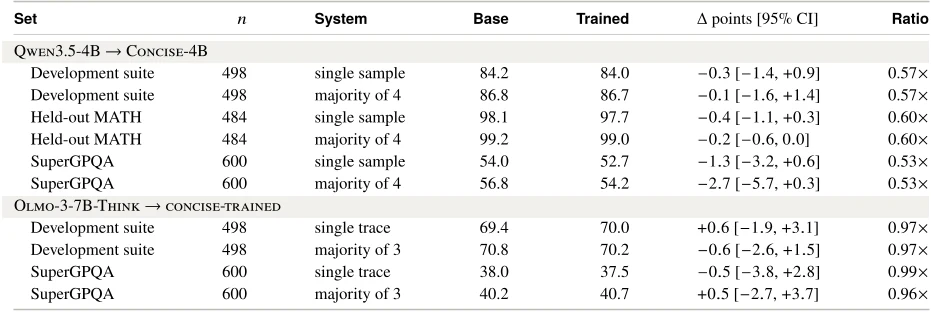 Set n System Base Trained Δ points [95% CI] Ratio
Qwen3.5-4B → Concise-4B
Development suite 498 single sample 84.2 84.0 −0.3 [−1.4, +0.9] 0.57×
Development suite 498 majority of 4 86.8 86.7 −0.1 [−1.6, +1.4] 0.57×
Held-out MATH 484 single sample 98.1 97.7 −0.4 [−1.1, +0.3] 0.60×
Held-out MATH 484 majority of 4 99.2 99.0 −0.2 [−0.6, 0.0] 0.60×
SuperGPQA 600 single sample 54.0 52.7 −1.3 [−3.2, +0.6] 0.53×
SuperGPQA 600 majority of 4 56.8 54.2 −2.7 [−5.7, +0.3] 0.53×
Olmo-3-7B-Think → concise-trained
Development suite 498 single trace 69.4 70.0 +0.6 [−1.9, +3.1] 0.97×
Development suite 498 majority of 3 70.8 70.2 −0.6 [−2.6, +1.5] 0.97×
SuperGPQA 600 single trace 38.0 37.5 −0.5 [−3.8, +2.8] 0.99×
SuperGPQA 600 majority of 3 40.2 40.7 +0.5 [−2.7, +3.7] 0.96×